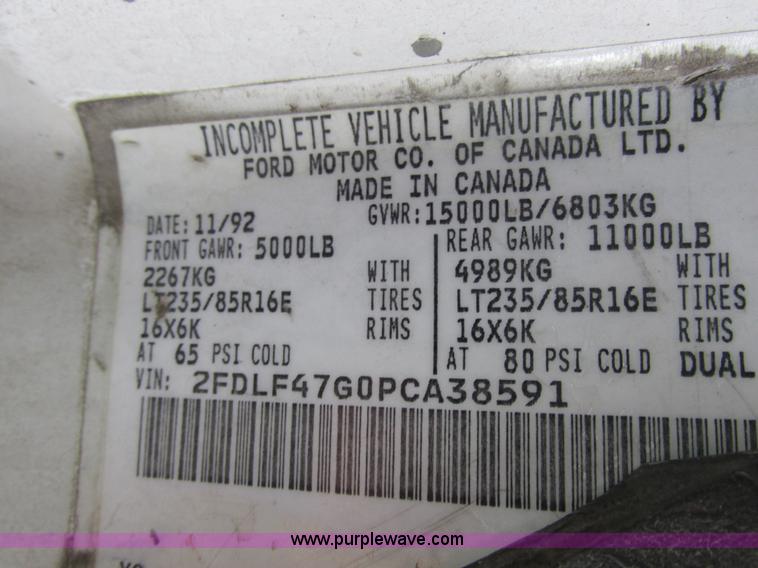 INCOMPLETE VEHICLE MANUFACTURED BY
FORD MOTOR CO. OF CANADA LTD.
MADE IN CANADA
DATE: 11/92 GVWR:15000LB/6803KG
FRONT GAWR: 5000LB REAR GAWR: 11000LB
2267KG WITH 4989KG WITH
LT235/85R16E TIRES LT235/85R16E TIRES
16X6K RIMS 16X6K RIMS
AT 65 PSI COLD AT 80 PSI COLD DUAL
VIN: 2FDLF47G0PCA38591
www.purplewave.com